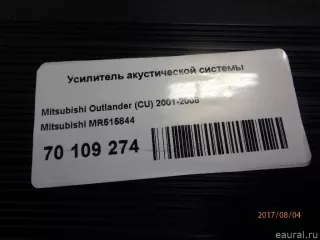 Усилитель акустической системы
Mitsubishi Outlander (CU) 2001-2008
Mitsubishi MR515844
70 109 274
2017/08/04
eaural.ru